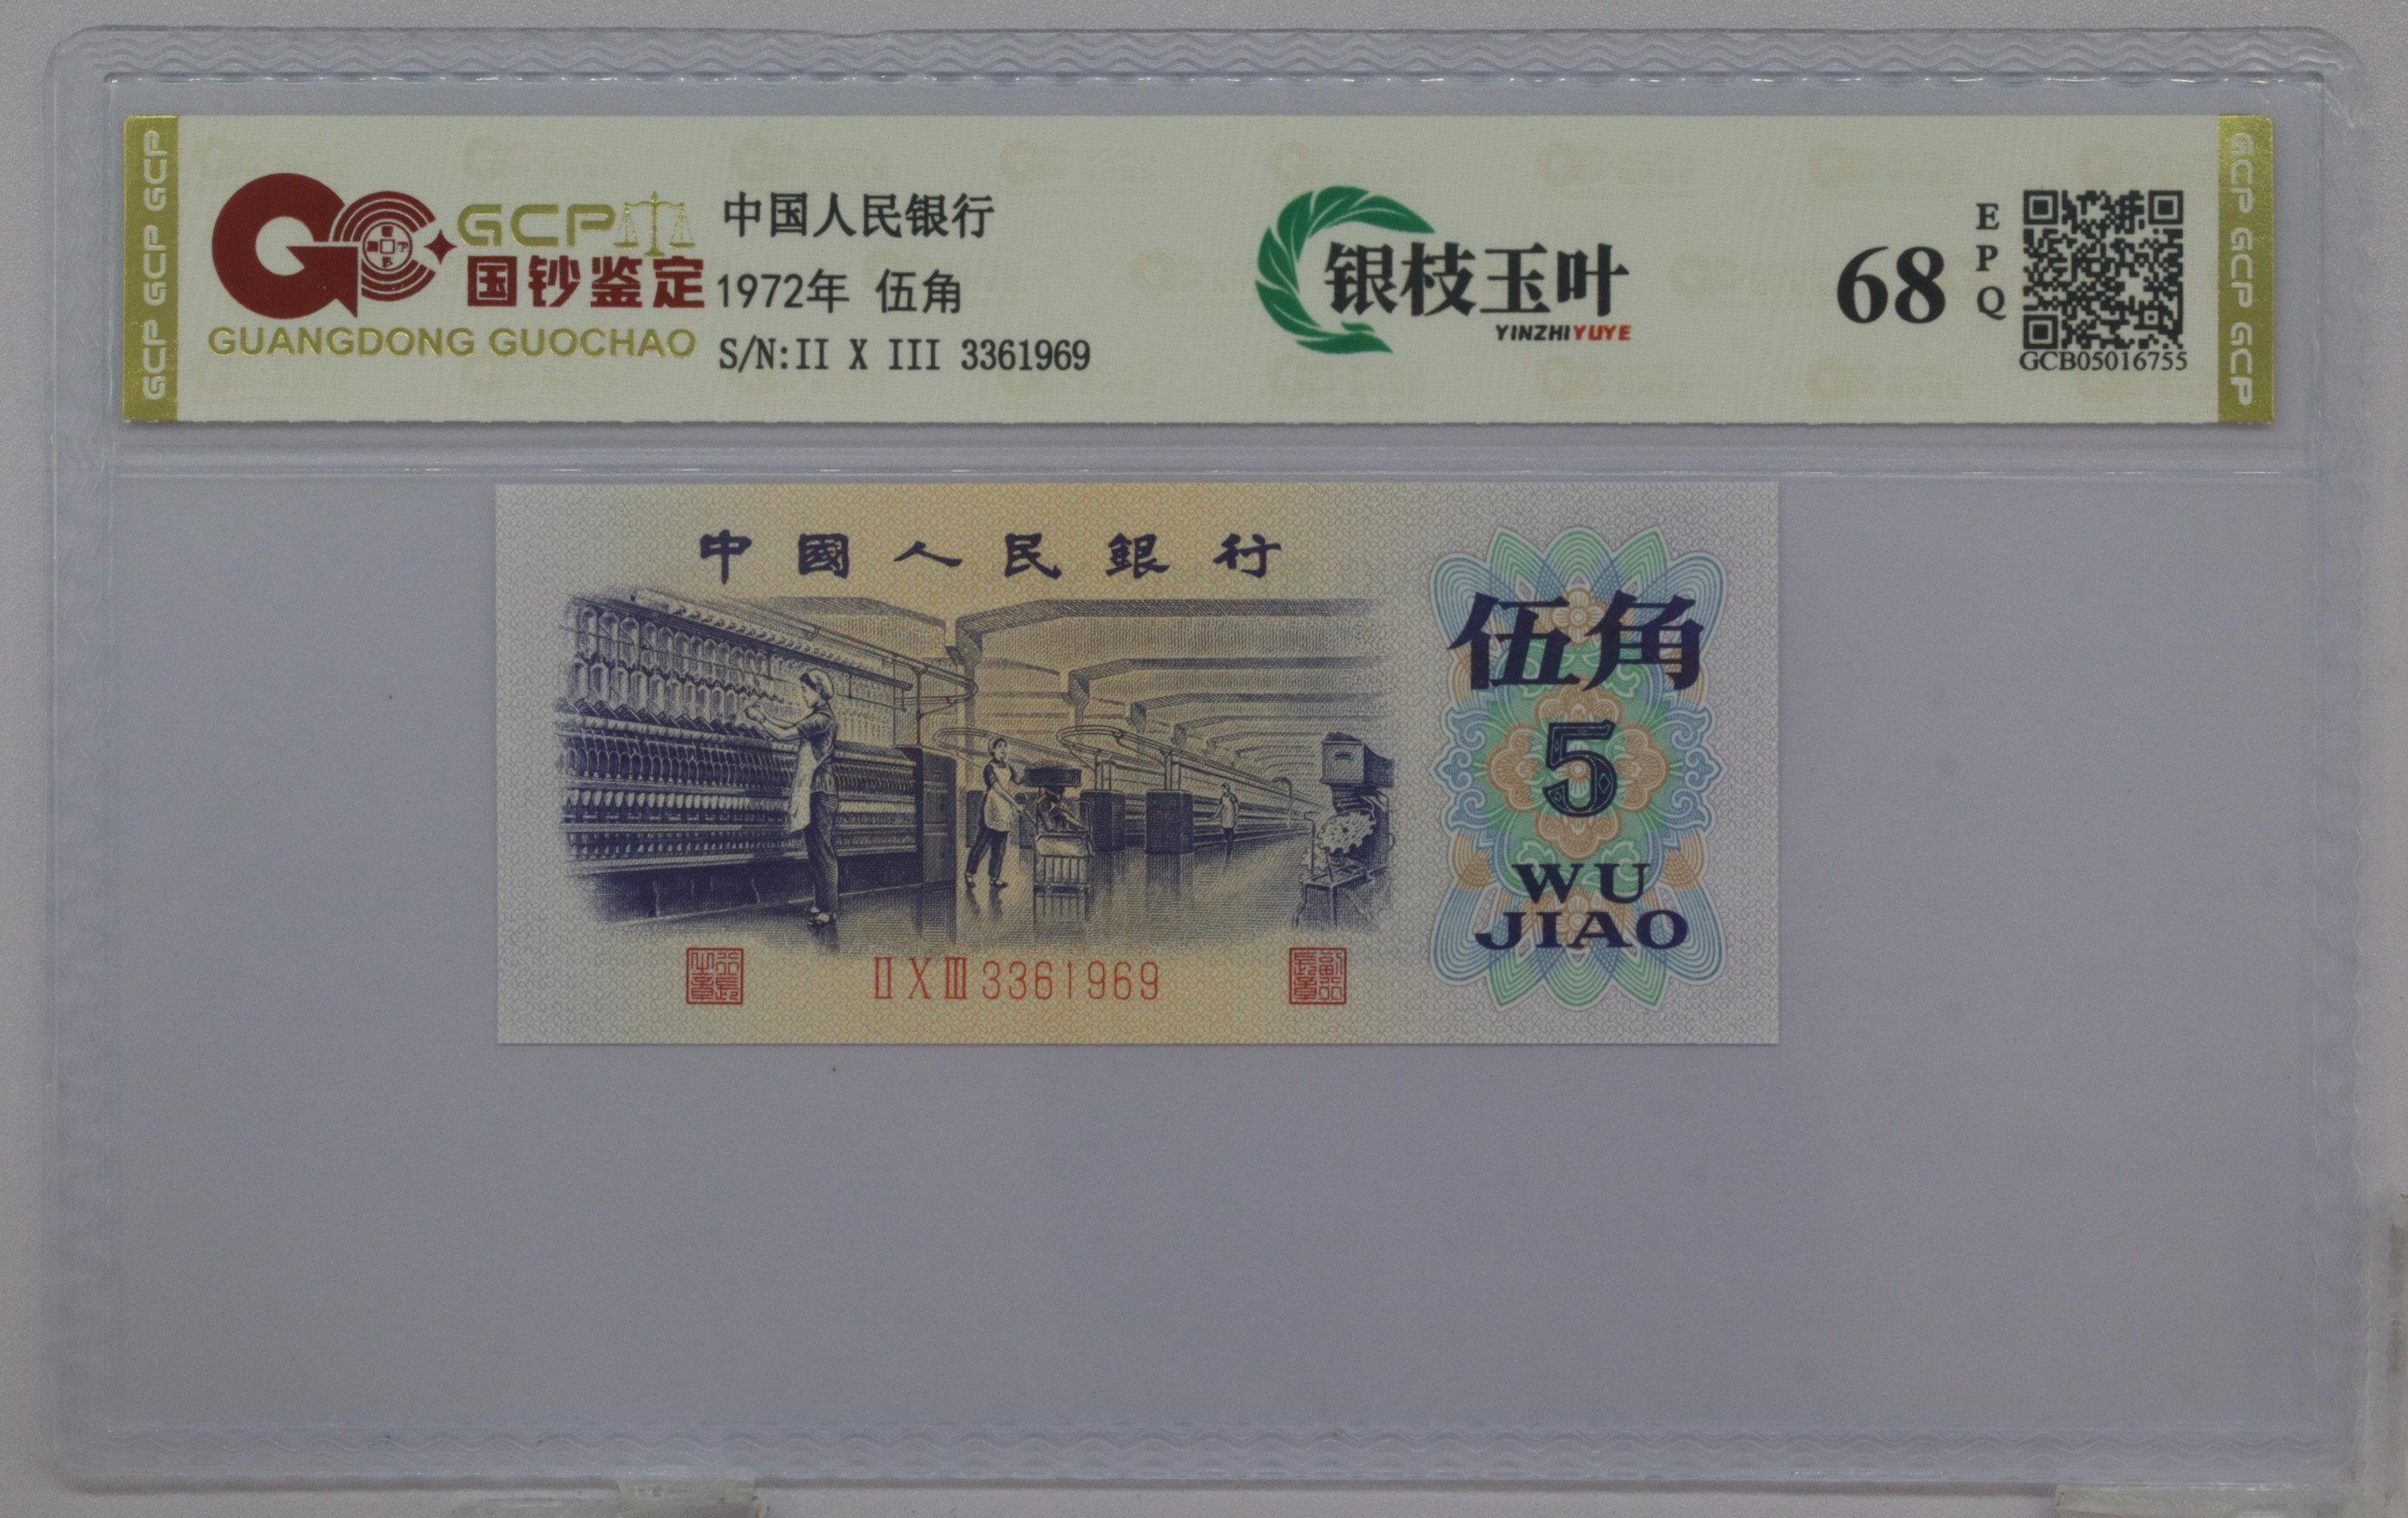 GCP GCP GCP
GCP
国钞鉴定
GUANGDONG GUOCHAO
中国人民银行
1972年 伍角
S/N:II X III 3361969
银枝玉叶
YINZHIYUYE
68
EPQ
GCB05016755
GCP GCP GCP
中國人民銀行
伍角
5
WU
JIAO
II X III 3361969